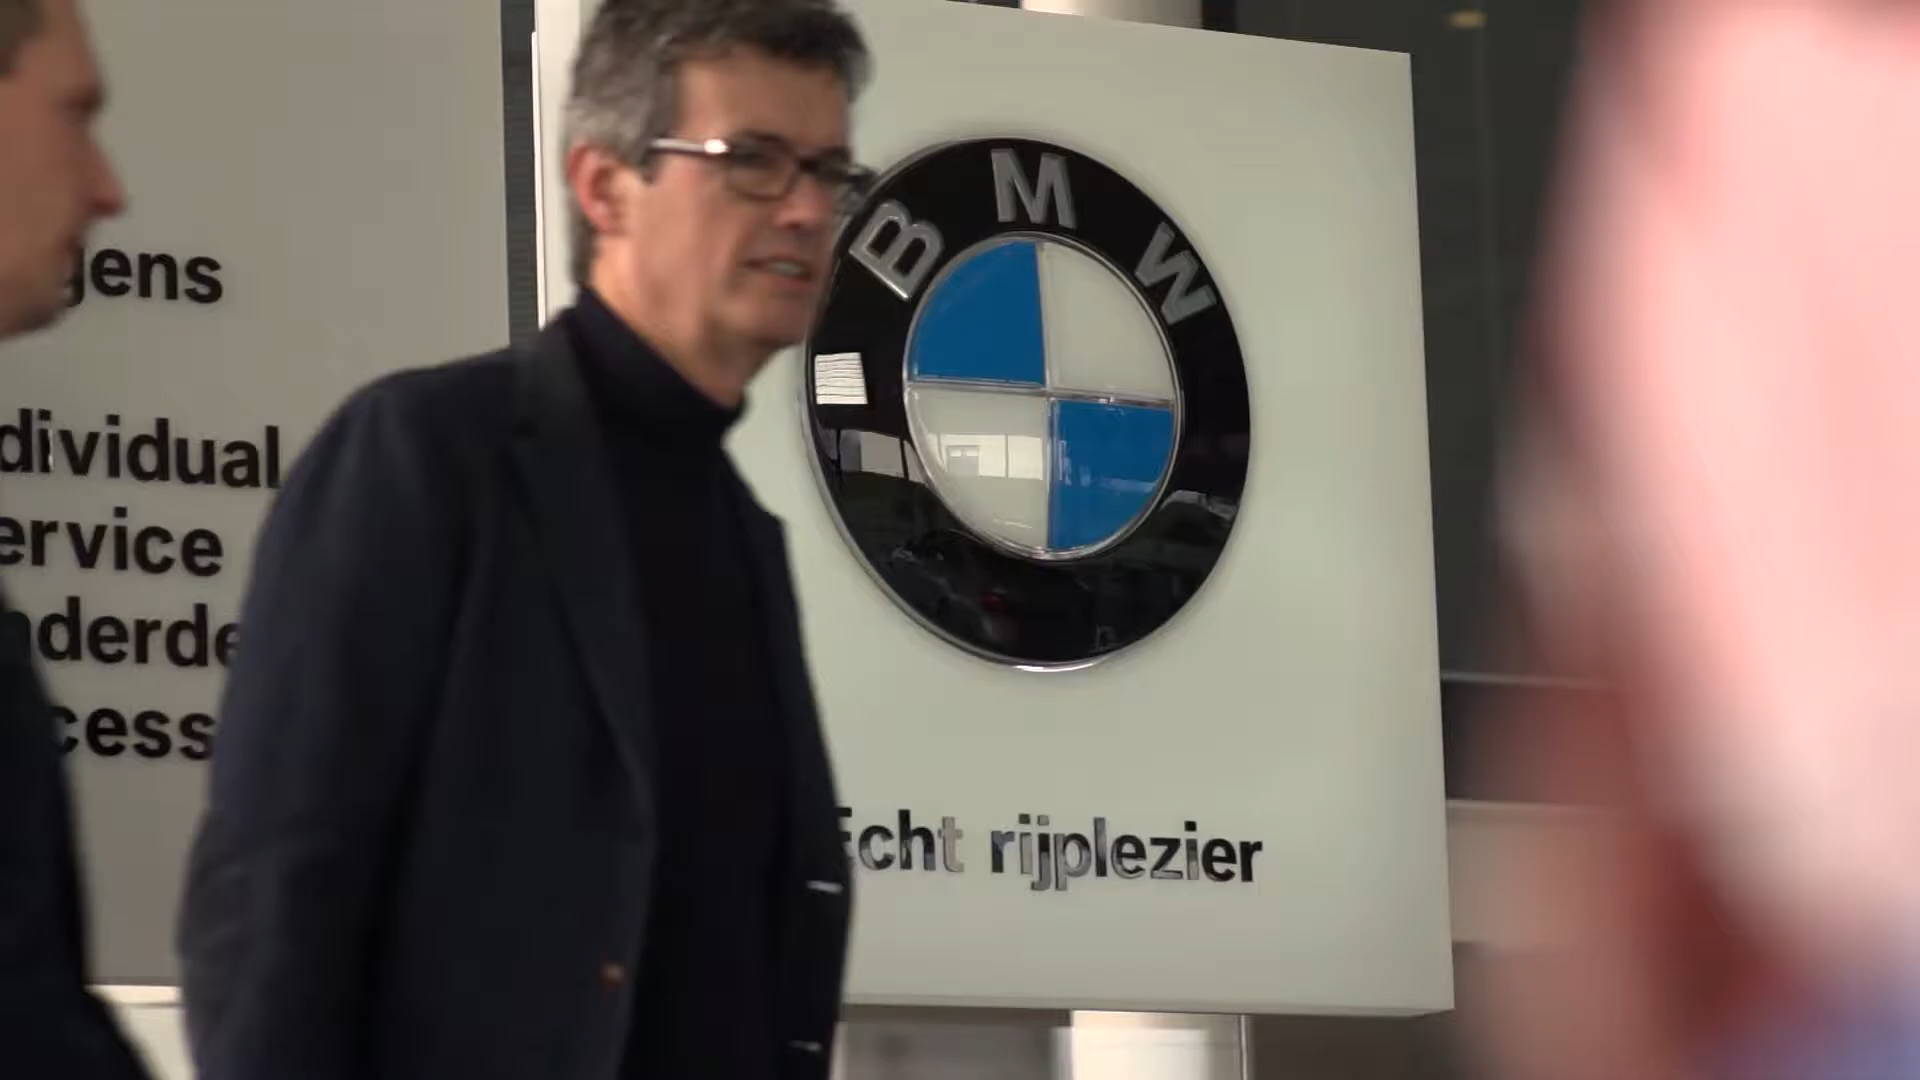 gens
dividual
ervice
nderde
cess
BMW
Echt rijplezier